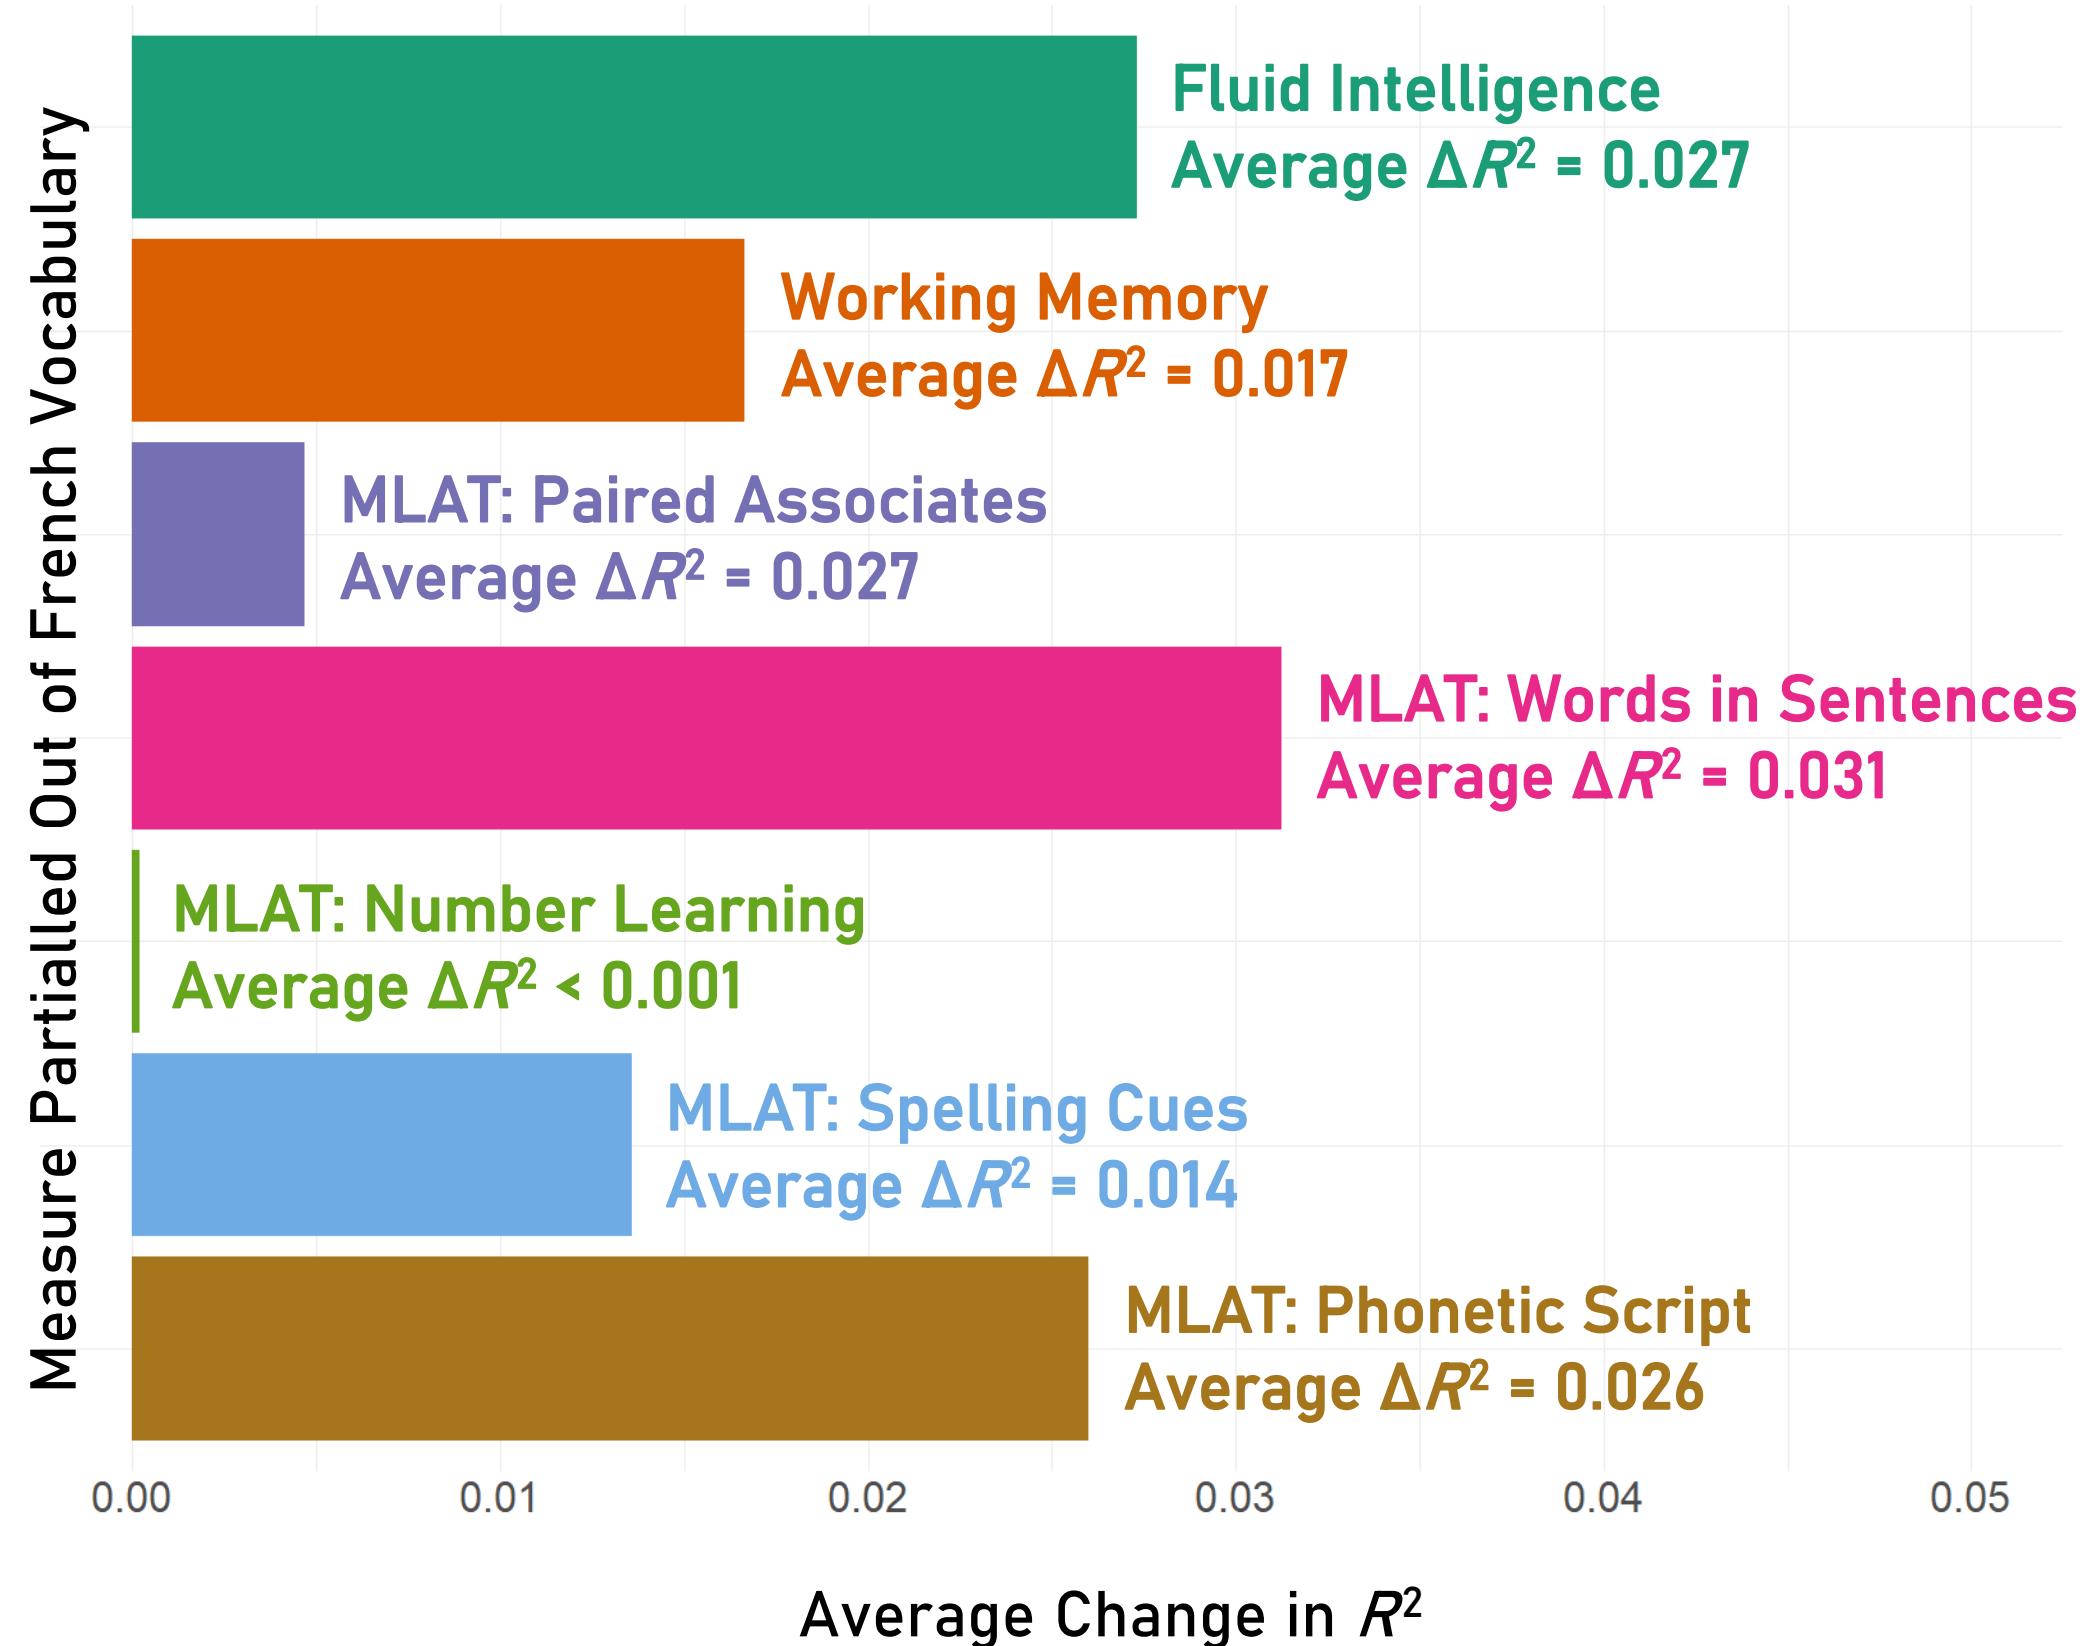 Measure Partialled Out of French Vocabulary
Fluid Intelligence
Average ΔR² = 0.027
Working Memory
Average ΔR² = 0.017
MLAT: Paired Associates
Average ΔR² = 0.027
MLAT: Words in Sentences
Average ΔR² = 0.031
MLAT: Number Learning
Average ΔR² < 0.001
MLAT: Spelling Cues
Average ΔR² = 0.014
MLAT: Phonetic Script
Average ΔR² = 0.026
0.00 0.01 0.02 0.03 0.04 0.05
Average Change in R²